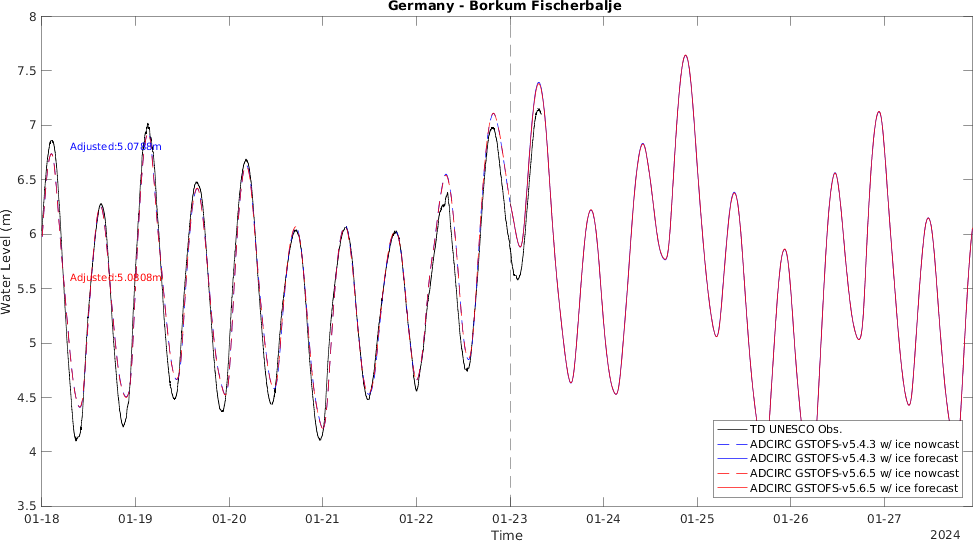 Germany - Borkum Fischerbalje
8
7.5
7
6.5
6
5.5
5
4.5
4
3.5
Water Level (m)
Adjusted:5.0788m
Adjusted:5.0808m
TD UNESCO Obs.
ADCIRC GSTOFS-v5.4.3 w/ ice nowcast
ADCIRC GSTOFS-v5.4.3 w/ ice forecast
ADCIRC GSTOFS-v5.6.5 w/ ice nowcast
ADCIRC GSTOFS-v5.6.5 w/ ice forecast
01-18 01-19 01-20 01-21 01-22 01-23 01-24 01-25 01-26 01-27
Time
2024